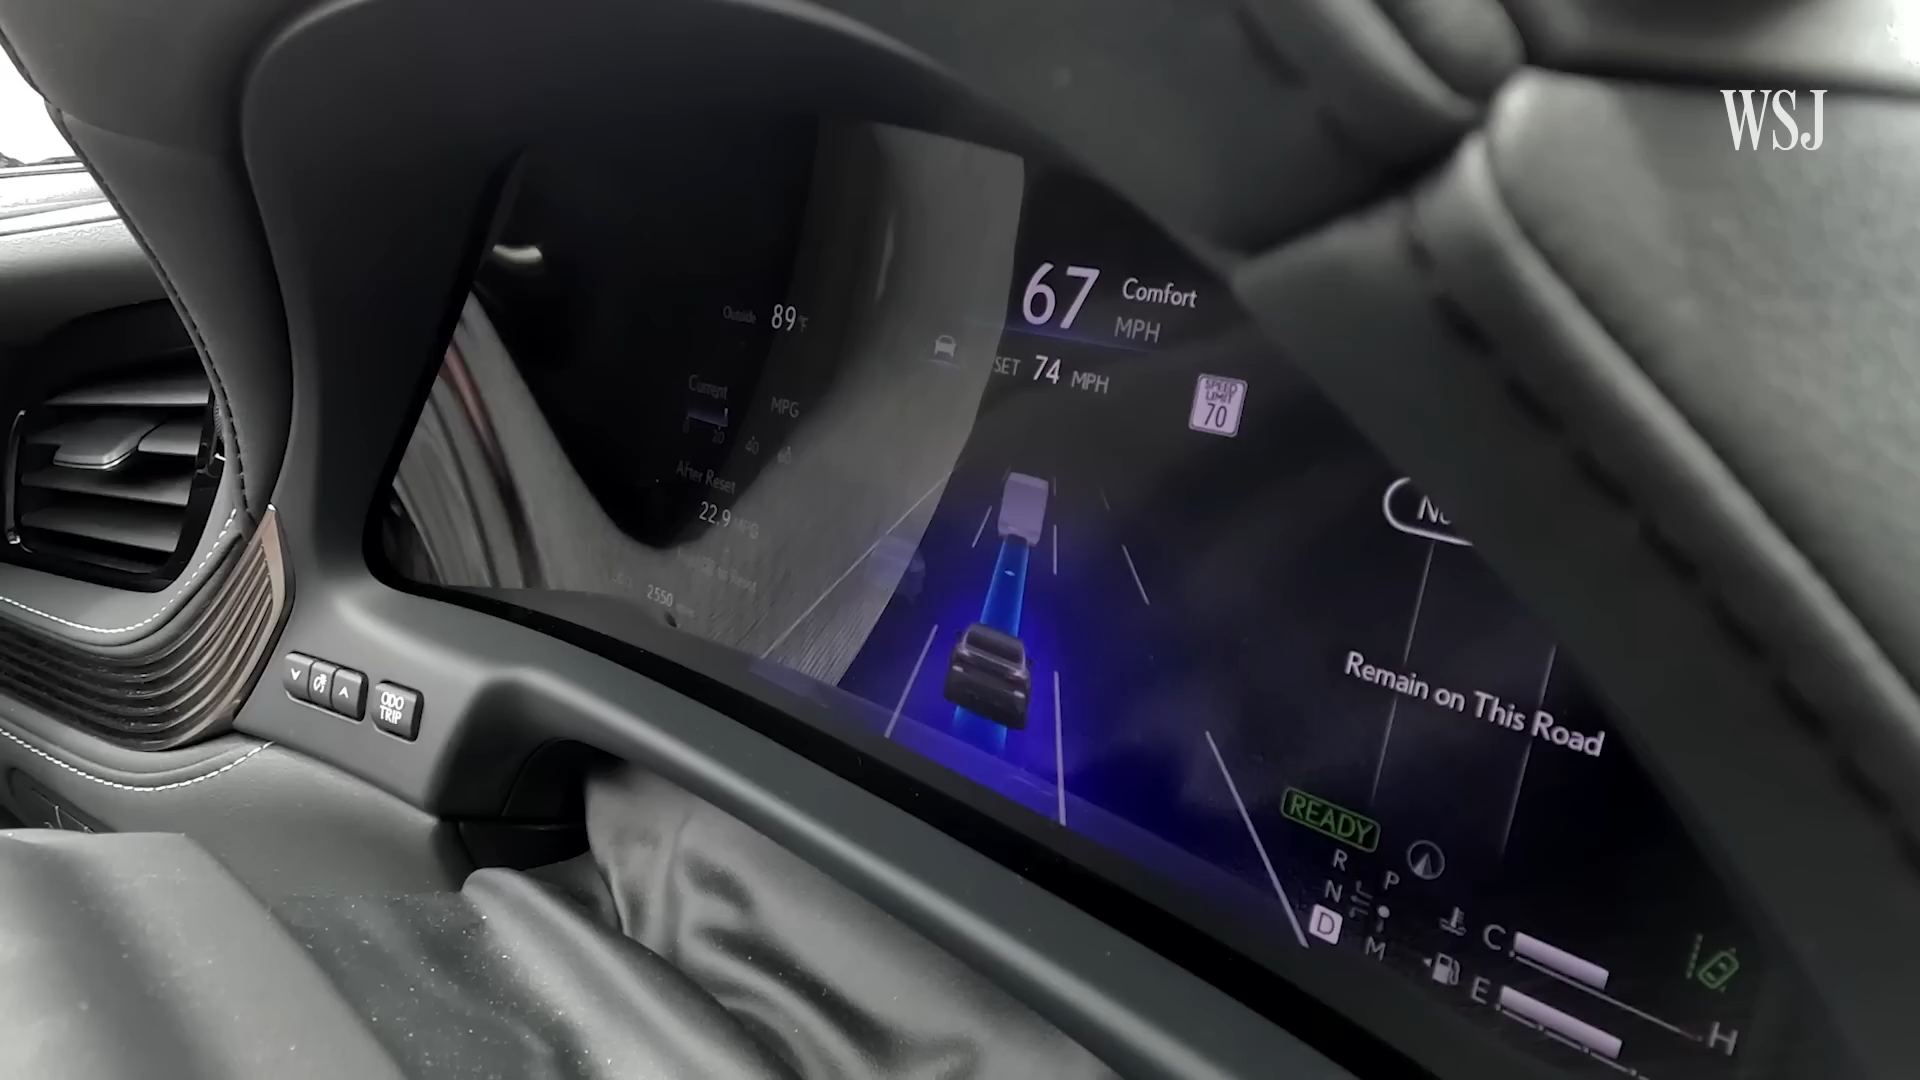 WSJ
67 Comfort
MPH
Outside 89°F
SET 74 MPH
SPEED
LIMIT
70
Current
MPG
0 20 40 60
After Reset
22.9 MPG
2550
Remain on This Road
ODO
TRIP
READY
R P
N
D
M
C
E
H